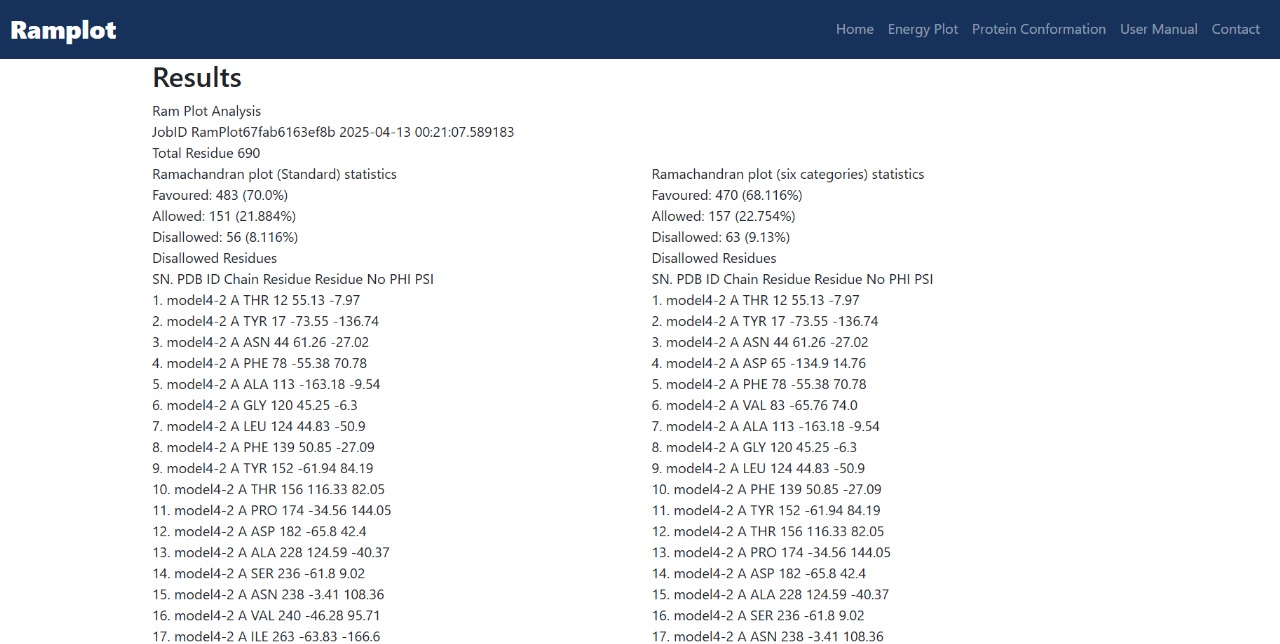 Ramplot
Home Energy Plot Protein Conformation User Manual Contact
Results
Ram Plot Analysis
JobID RamPlot67fab6163ef8b 2025-04-13 00:21:07.589183
Total Residue 690
Ramachandran plot (Standard) statistics
Favoured: 483 (70.0%)
Allowed: 151 (21.884%)
Disallowed: 56 (8.116%)
Disallowed Residues
SN. PDB ID Chain Residue Residue No PHI PSI
1. model4-2 A THR 12 55.13 -7.97
2. model4-2 A TYR 17 -73.55 -136.74
3. model4-2 A ASN 44 61.26 -27.02
4. model4-2 A PHE 78 -55.38 70.78
5. model4-2 A ALA 113 -163.18 -9.54
6. model4-2 A GLY 120 45.25 -6.3
7. model4-2 A LEU 124 44.83 -50.9
8. model4-2 A PHE 139 50.85 -27.09
9. model4-2 A TYR 152 -61.94 84.19
10. model4-2 A THR 156 116.33 82.05
11. model4-2 A PRO 174 -34.56 144.05
12. model4-2 A ASP 182 -65.8 42.4
13. model4-2 A ALA 228 124.59 -40.37
14. model4-2 A SER 236 -61.8 9.02
15. model4-2 A ASN 238 -3.41 108.36
16. model4-2 A VAL 240 -46.28 95.71
17. model4-2 A ILE 263 -63.83 -166.6
Ramachandran plot (six categories) statistics
Favoured: 470 (68.116%)
Allowed: 157 (22.754%)
Disallowed: 63 (9.13%)
Disallowed Residues
SN. PDB ID Chain Residue Residue No PHI PSI
1. model4-2 A THR 12 55.13 -7.97
2. model4-2 A TYR 17 -73.55 -136.74
3. model4-2 A ASN 44 61.26 -27.02
4. model4-2 A ASP 65 -134.9 14.76
5. model4-2 A PHE 78 -55.38 70.78
6. model4-2 A VAL 83 -65.76 74.0
7. model4-2 A ALA 113 -163.18 -9.54
8. model4-2 A GLY 120 45.25 -6.3
9. model4-2 A LEU 124 44.83 -50.9
10. model4-2 A PHE 139 50.85 -27.09
11. model4-2 A TYR 152 -61.94 84.19
12. model4-2 A THR 156 116.33 82.05
13. model4-2 A PRO 174 -34.56 144.05
14. model4-2 A ASP 182 -65.8 42.4
15. model4-2 A ALA 228 124.59 -40.37
16. model4-2 A SER 236 -61.8 9.02
17. model4-2 A ASN 238 -3.41 108.36